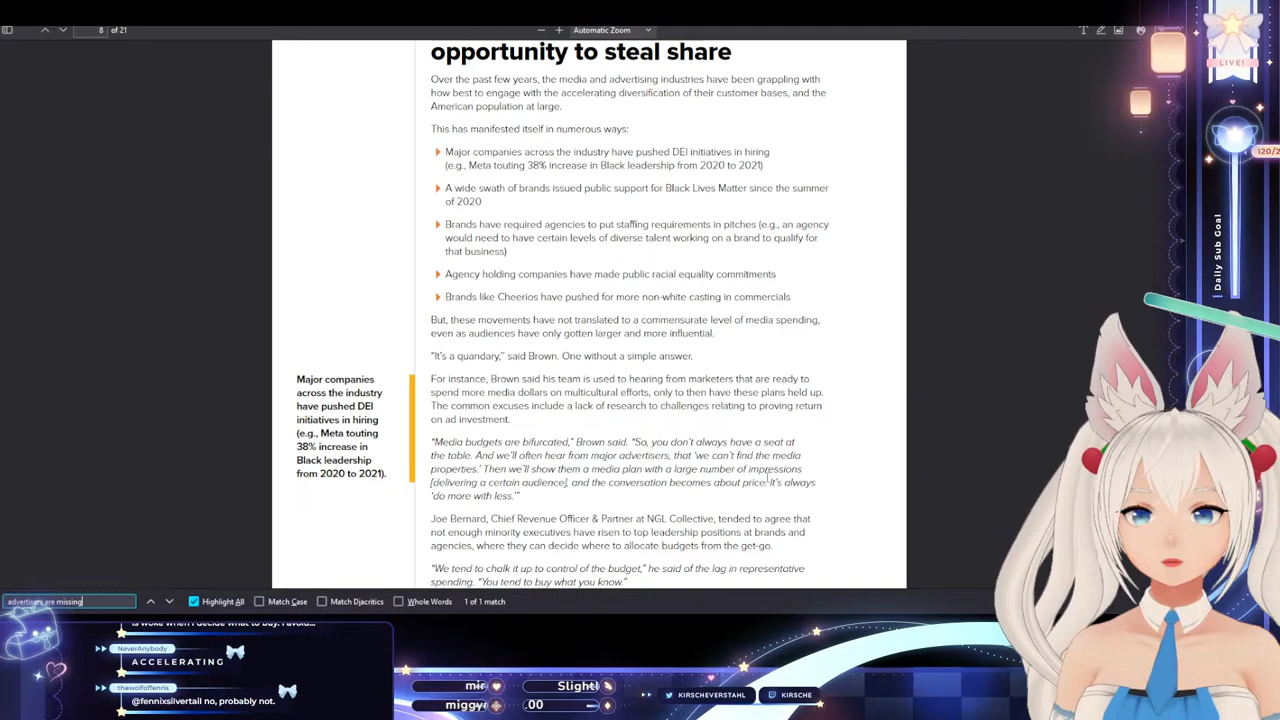 8 of 21
Automatic Zoom
LIVE!
opportunity to steal share
Over the past few years, the media and advertising industries have been grappling with
how best to engage with the accelerating diversification of their customer bases, and the
American population at large.
This has manifested itself in numerous ways:
Major companies across the industry have pushed DEI initiatives in hiring
(e.g., Meta touting 38% increase in Black leadership from 2020 to 2021)
A wide swath of brands issued public support for Black Lives Matter since the summer
of 2020
Brands have required agencies to put staffing requirements in pitches (e.g., an agency
would need to have certain levels of diverse talent working on a brand to qualify for
that business)
Agency holding companies have made public racial equality commitments
Brands like Cheerios have pushed for more non-white casting in commercials
But, these movements have not translated to a commensurate level of media spending,
even as audiences have only gotten larger and more influential.
"It's a quandary," said Brown. One without a simple answer.
For instance, Brown said his team is used to hearing from marketers that are ready to
spend more media dollars on multicultural efforts, only to then have these plans held up.
The common excuses include a lack of research to challenges relating to proving return
on ad investment.
"Media budgets are bifurcated," Brown said. "So, you don't always have a seat at
the table. And we'll often hear from major advertisers, that 'we can't find the media
properties.' Then we'll show them a media plan with a large number of impressions
[delivering a certain audience], and the conversation becomes about price. It's always
'do more with less.'"
Joe Bernard, Chief Revenue Officer & Partner at NGL Collective, tended to agree that
not enough minority executives have risen to top leadership positions at brands and
agencies, where they can decide where to allocate budgets from the get-go.
"We tend to chalk it up to control of the budget," he said of the lag in representative
spending. "You tend to buy what you know."
Major companies
across the industry
have pushed DEI
initiatives in hiring
(e.g., Meta touting
38% increase in
Black leadership
from 2020 to 2021).
120/2
Daily Sub Goal
advertisers are missing
Highlight All
Match Case
Match Diacritics
Whole Words
1 of 1 match
is woke when I decide what to buy. I avoid...
NeverAnybody
ACCELERATING
thewolfoffenris
@fennixsilvertail no, probably not.
mir
Slight
miggy
.00
KIRSCHEVERSTAHL
KIRSCHE